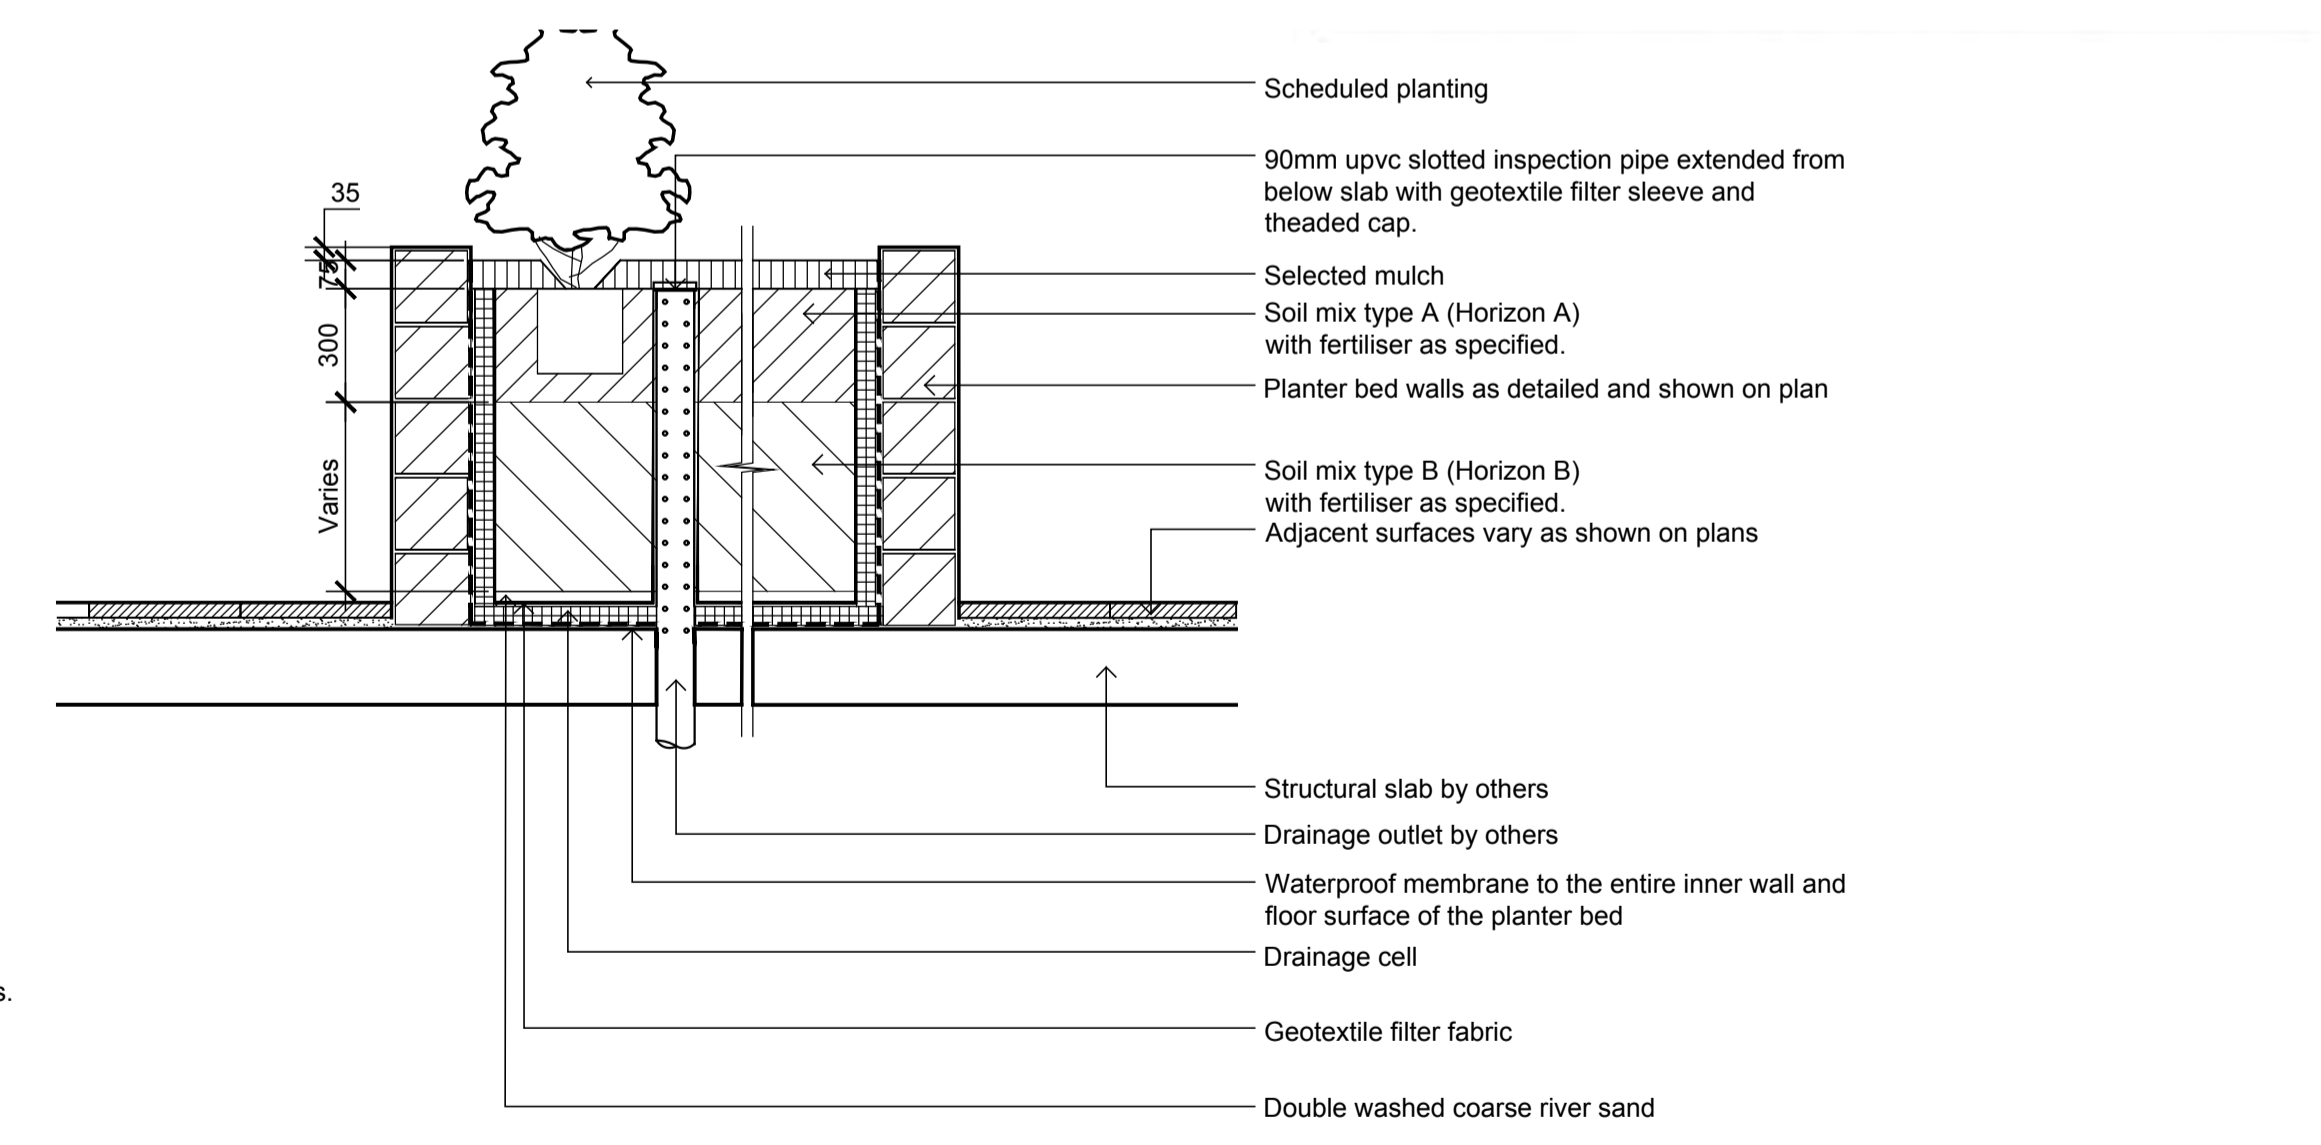 Scheduled planting
90mm upvc slotted inspection pipe extended from
below slab with geotextile filter sleeve and
theaded cap.
35
75
300
Varies
Selected mulch
Soil mix type A (Horizon A)
with fertiliser as specified.
Planter bed walls as detailed and shown on plan
Soil mix type B (Horizon B)
with fertiliser as specified.
Adjacent surfaces vary as shown on plans
Structural slab by others
Drainage outlet by others
Waterproof membrane to the entire inner wall and
floor surface of the planter bed
Drainage cell
s.
Geotextile filter fabric
Double washed coarse river sand